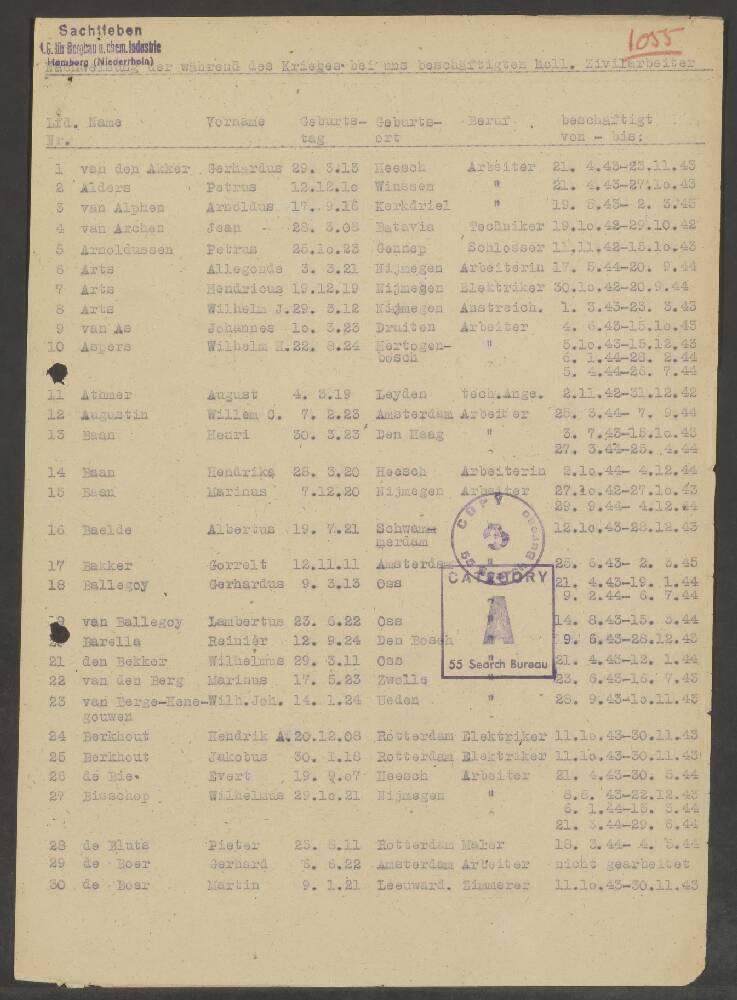 Sachtleben
A.G. für Bergbau u. chem. Industrie
Homberg (Niederrhein)
1055
Nachweisung der während des Krieges bei uns beschäftigten holl. Zivilarbeiter
Lfd. Name Vorname Geburts- Geburts- Beruf beschäftigt
Nr. tag ort von - bis:
1 van den Akker Gerhardus 29. 3.13 Heesch Arbeiter 21. 4.43-23.11.43
2 Alders Petrus 12.12.1o Winssen " 21. 4.43-27.1o.43
3 van Alphen Arnoldus 17. 9.16 Kerkdriel " 19. 5.43- 2. 3.45
4 van Archen Jean 28. 3.08 Batavia Techniker 19.1o.42-29.1o.42
5 Arnoldussen Petrus 25.1o.23 Gennep Schlosser 11.11.42-15.1o.43
6 Arts Allegonde 3. 3.21 Nijmegen Arbeiterin 17. 5.44-20. 9.44
7 Arts Hendricus 19.12.19 Nijmegen Elektriker 30.1o.42-20.9.44
8 Arts Wilhelm J. 29. 3.12 Nijmegen Anstreich. 1. 3.43-23. 3.43
9 van As Johannes 1o. 3.23 Druiten Arbeiter 4. 6.43-15.1o.43
10 Aspers Wilhelm H. 22. 8.24 Hertogen- " 5.1o.43-15.12.43
bosch 6. 1.44-28. 2.44
5. 4.44-26. 7.44
11 Athmer August 4. 3.19 Leyden tech.Ange. 2.11.42-31.12.42
12 Augustin Willem C. 7. 2.23 Amsterdam Arbeiter 25. 3.44- 7. 9.44
13 Baan Henri 30. 3.23 Den Haag " 3. 7.43-15.1o.43
27. 3.44-25. 4.44
14 Baan Hendrika 28. 3.20 Heesch Arbeiterin 2.1o.44- 4.12.44
15 Baan Marinus 7.12.20 Nijmegen Arbeiter 27.1o.42-27.1o.43
29. 9.44- 4.12.44
16 Baelde Albertus 19. 7.21 Schwamm 12.1o.43-28.12.43
merdam
17 Bakker Gorrelt 12.11.11 Amsterdam " 25. 6.43- 2. 3.45
18 Ballegoy Gerhardus 9. 3.13 Oss 21. 4.43-19. 1.44
9. 2.44- 6. 7.44
COPY
3
55 Search Bureau
CATEGORY
A
55 Search Bureau
van Ballegoy Lambertus 23. 6.22 Oss " 14. 8.43-15. 3.44
Barella Reinier 12. 9.24 Den Bosch " 9. 6.43-28.12.43
21 den Bekker Wilhelmus 29. 3.11 Oss " 21. 4.43-12. 1.44
22 van den Berg Marinus 17. 5.23 Zwolle " 23. 6.43-16. 7.43
23 van Berge-Hene- Wilh.Joh. 14. 1.24 Ueden " 28. 9.43-1o.11.43
gouwen
24 Berkhout Hendrik A. 20.12.08 Rotterdam Elektriker 11.1o.43-30.11.43
25 Berkhout Jakobus 30. 1.18 Rotterdam Elektriker 11.1o.43-30.11.43
26 de Bie Evert 19. 9.07 Heesch Arbeiter 21. 4.43-30. 5.44
27 Bisschop Wilhelmus 29.1o.21 Nijmegen " 8.6. 43-22.12.43
6. 1.44-15. 3.44
21. 3.44-29. 6.44
28 de Bluts Pieter 25. 8.11 Rotterdam Maler 18. 3.44- 4. 5.44
29 de Boer Gerhard 6. 6.22 Amsterdam Arbeiter nicht gearbeitet
30 de Boer Martin 9. 1.21 Leeuward. Zimmerer 11.1o.43-30.11.43